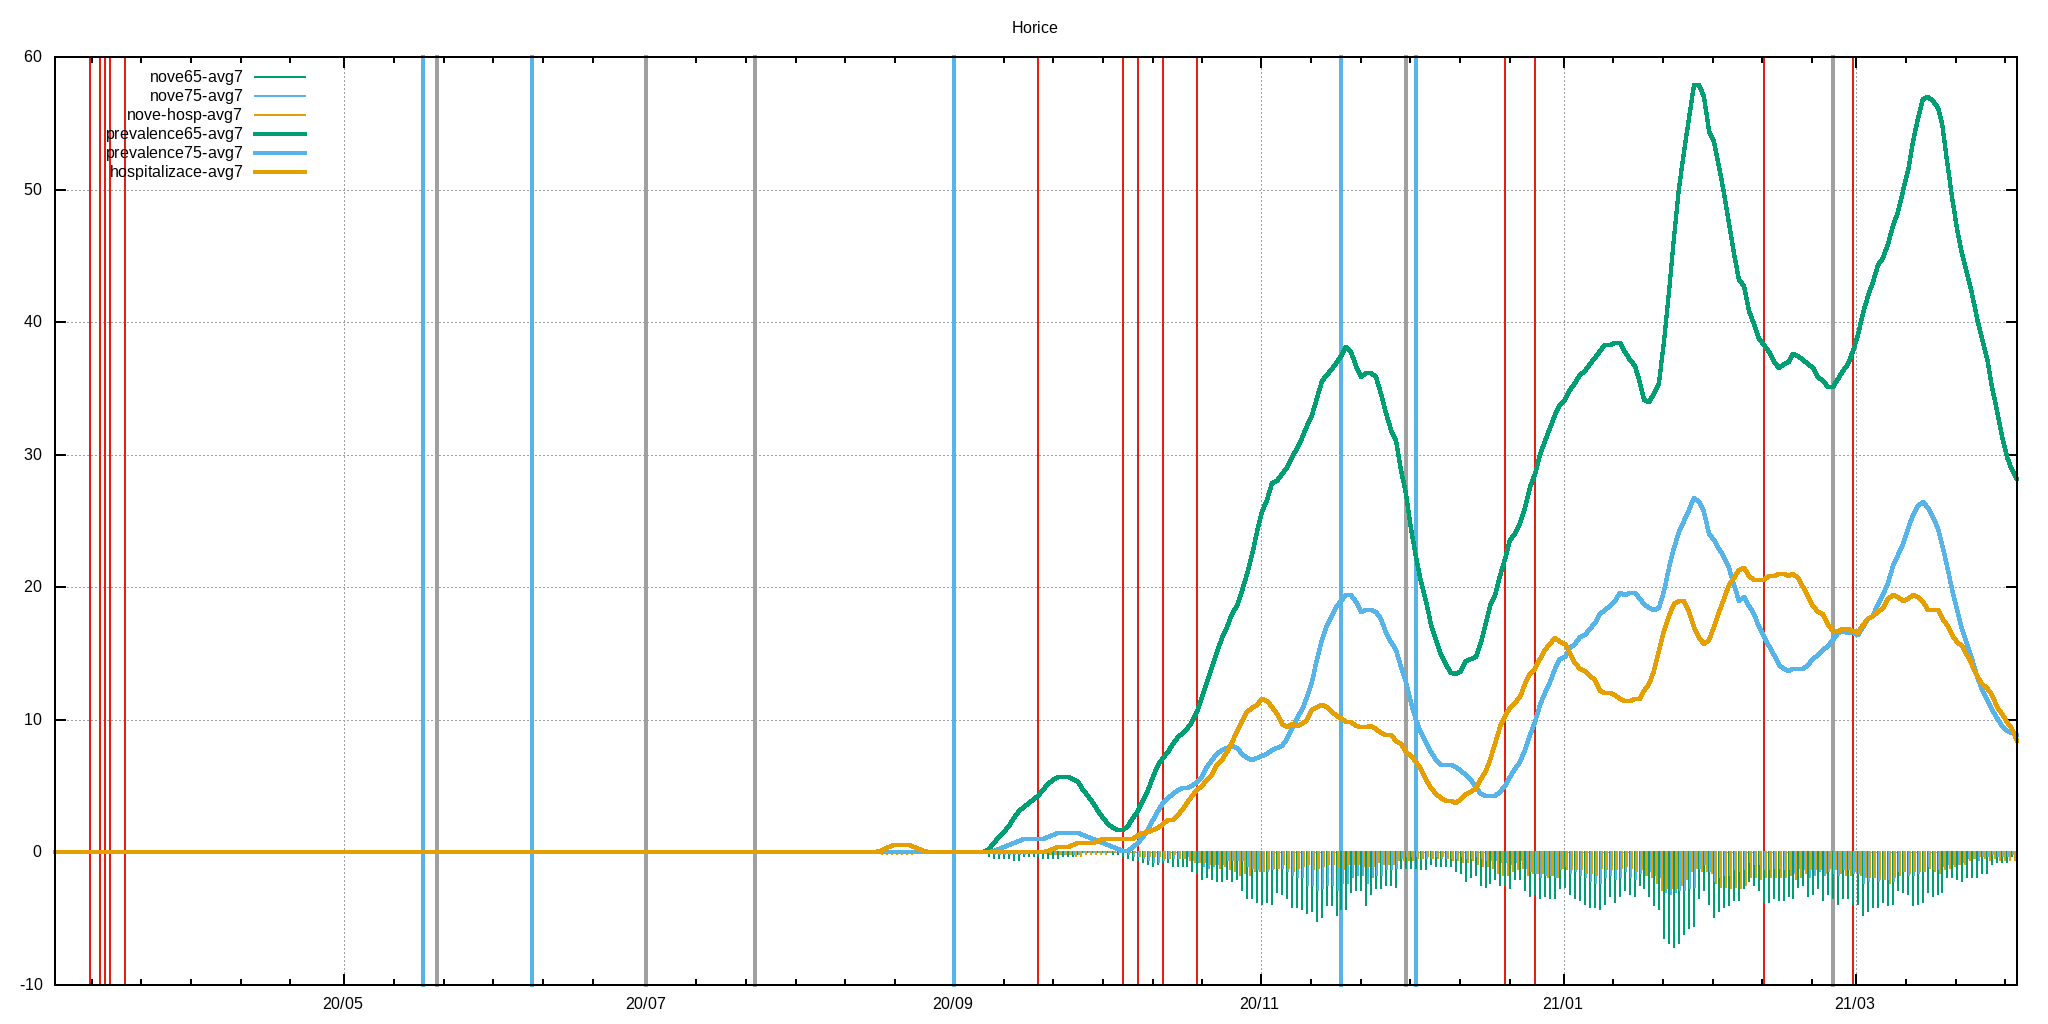 Horice
60
nove65-avg7
nove75-avg7
nove-hosp-avg7
prevalence65-avg7
prevalence75-avg7
hospitalizace-avg7
50
40
30
20
10
0
-10
20/05 20/07 20/09 20/11 21/01 21/03